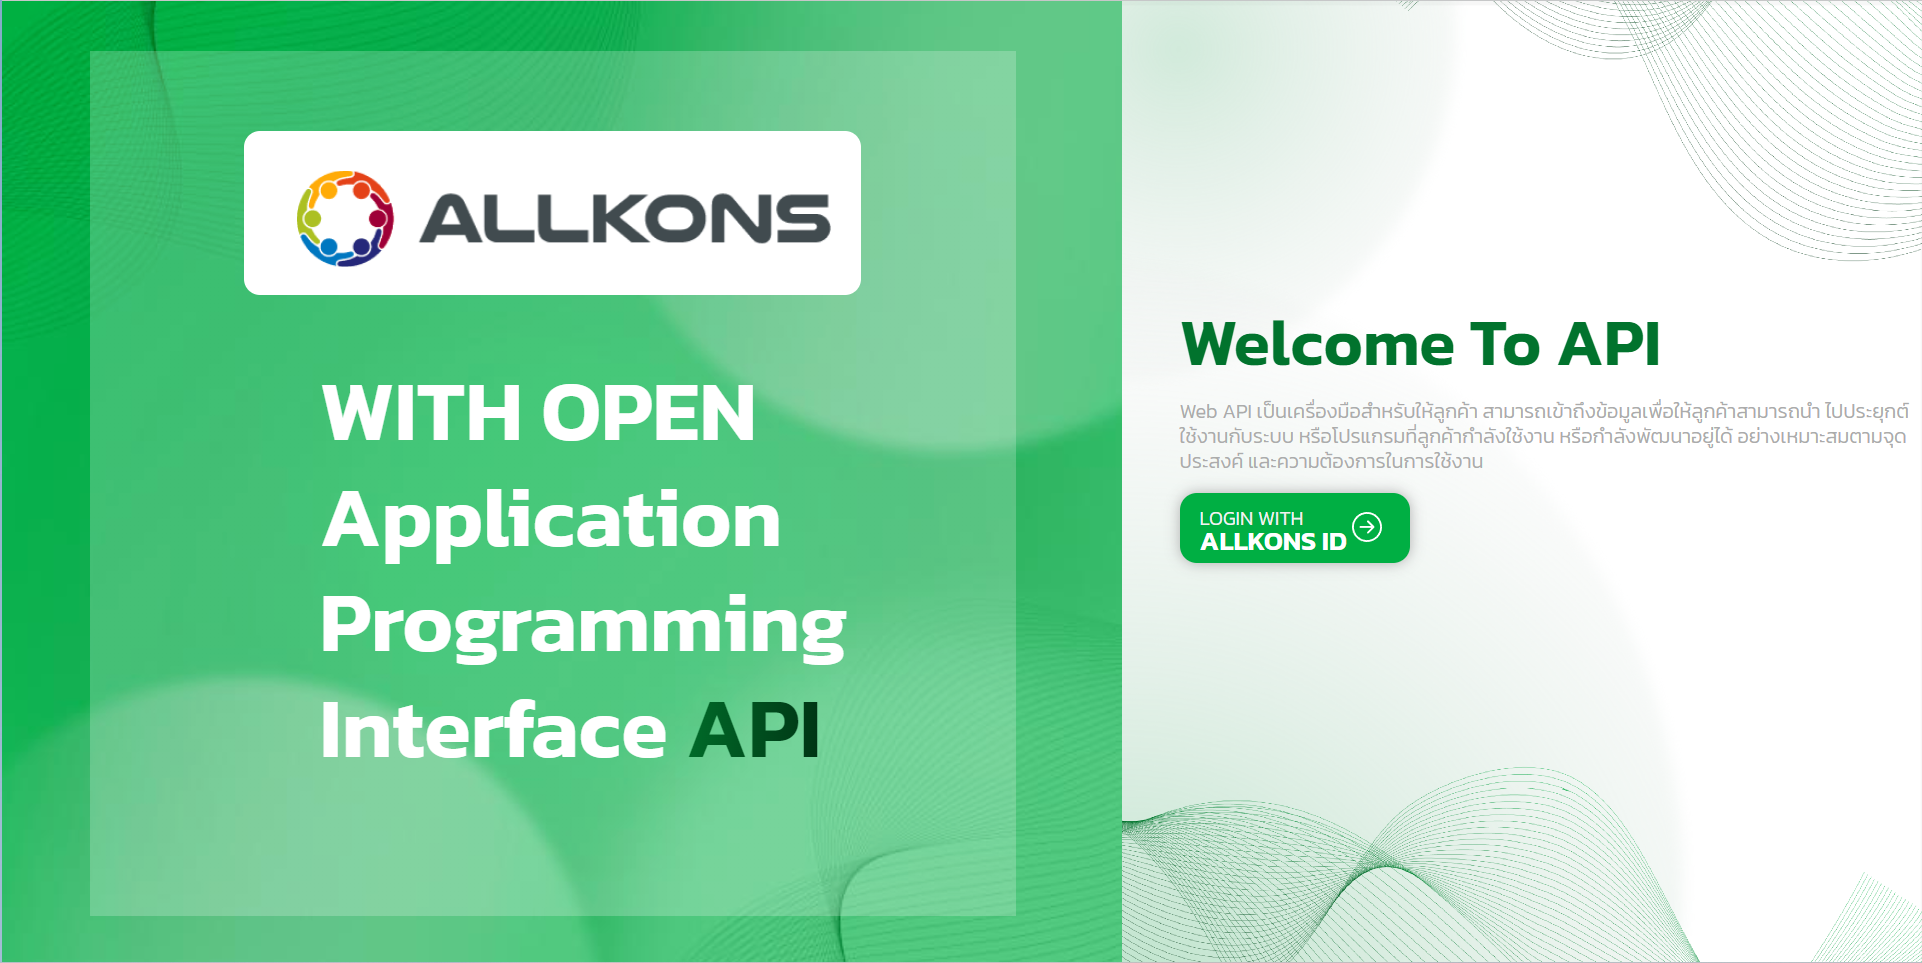 ALLKONS
WITH OPEN
Application
Programming
Interface API
Welcome To API
Web API เป็นเครื่องมือสำหรับให้ลูกค้า สามารถเข้าถึงข้อมูลเพื่อให้ลูกค้าสามารถนำ ไปประยุกต์
ใช้งานกับระบบ หรือโปรแกรมที่ลูกค้ากำลังใช้งาน หรือกำลังพัฒนาอยู่ได้ อย่างเหมาะสมตามจุด
ประสงค์ และความต้องการในการใช้งาน
LOGIN WITH
ALLKONS ID